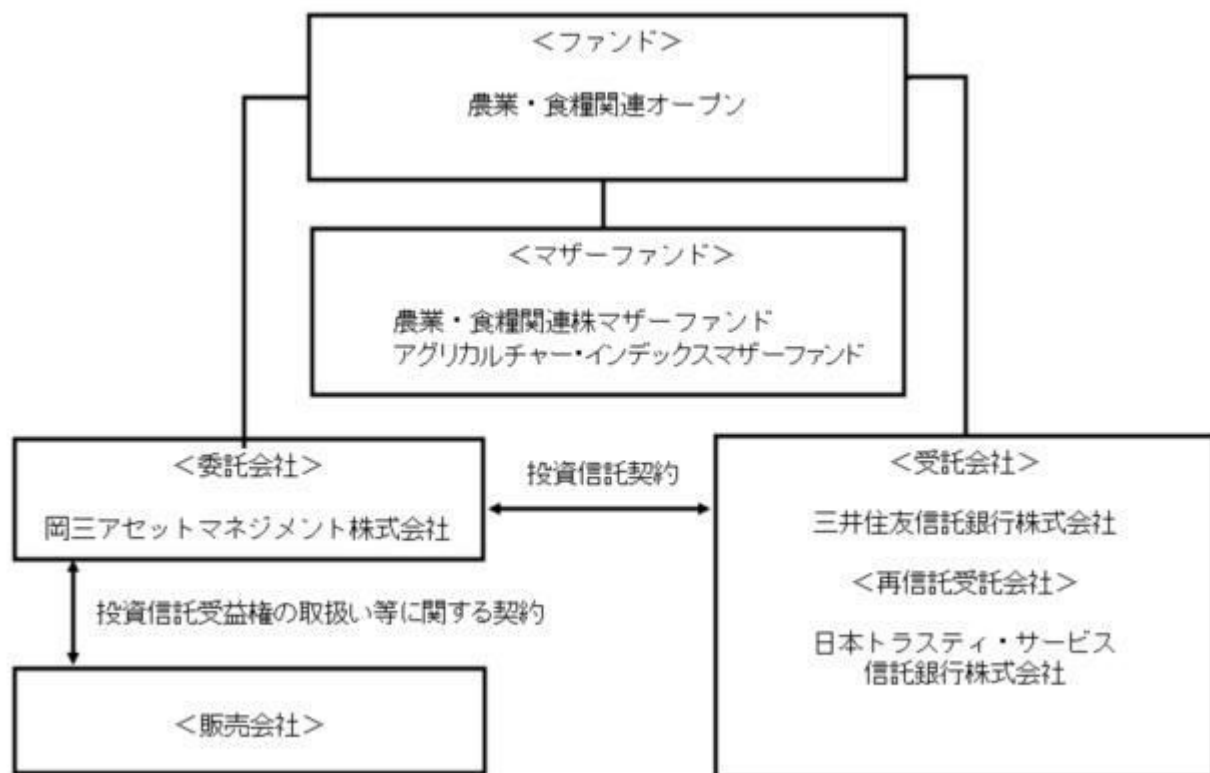 ＜ファンド＞
農業・食糧関連オープン
＜マザーファンド＞
農業・食糧関連株マザーファンド
アグリカルチャー・インデックスマザーファンド
＜委託会社＞
岡三アセットマネジメント株式会社
投資信託契約
＜受託会社＞
三井住友信託銀行株式会社
＜再信託受託会社＞
日本トラスティ・サービス
信託銀行株式会社
投資信託受益権の取扱い等に関する契約
＜販売会社＞